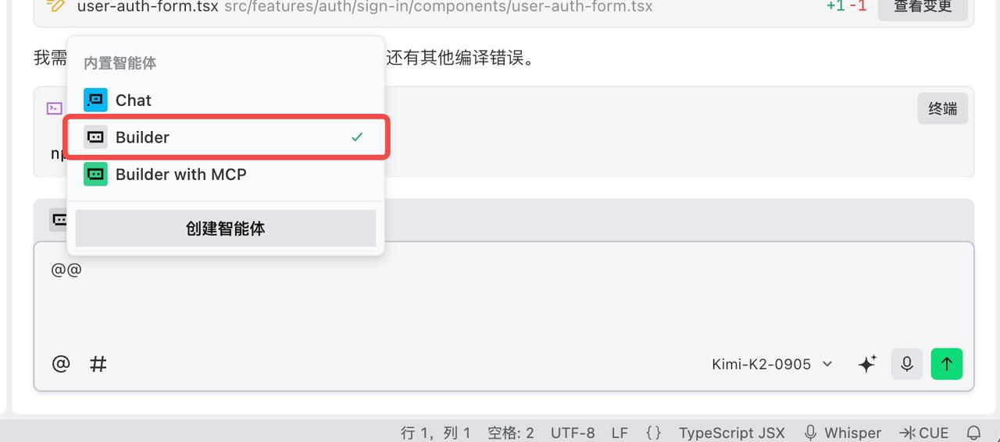 user-auth-form.tsx src/features/auth/sign-in/components/user-auth-form.tsx +1 -1 查看变更
我需 还有其他编译错误。
内置智能体
Chat
终端
Builder
Builder with MCP
创建智能体
@@
@ # Kimi-K2-0905
行 1，列 1 空格: 2 UTF-8 LF {} TypeScript JSX Whisper CUE